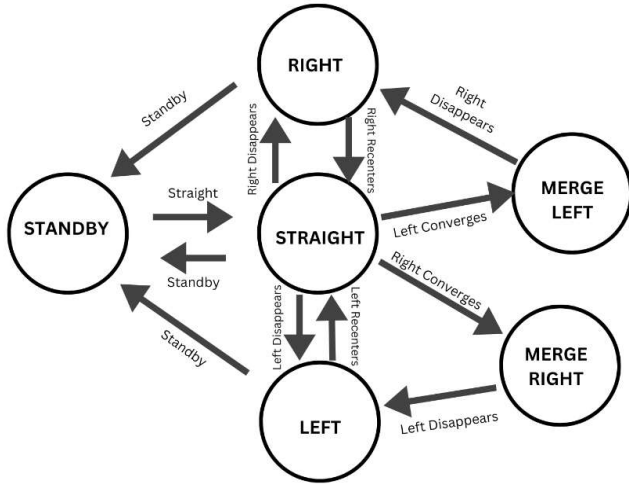 RIGHT
Right
Disappears
Standby
Right Disappears
Right Recenters
Straight
STANDBY
STRAIGHT
MERGE
LEFT
Left Converges
Standby
Right Converges
Left Disappears
Left Recenters
Standby
MERGE
RIGHT
Left Disappears
LEFT